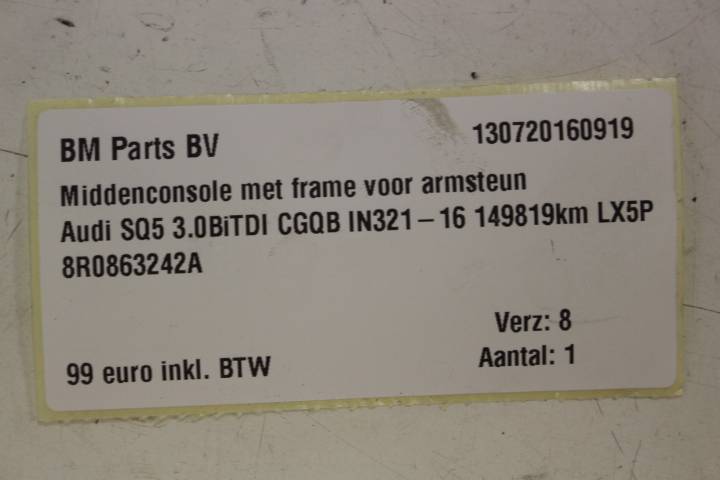 BM Parts BV 130720160919
Middenconsole met frame voor armsteun
Audi SQ5 3.0BiTDI CGQB IN321-16 149819km LX5P
8R0863242A
Verz: 8
99 euro inkl. BTW Aantal: 1